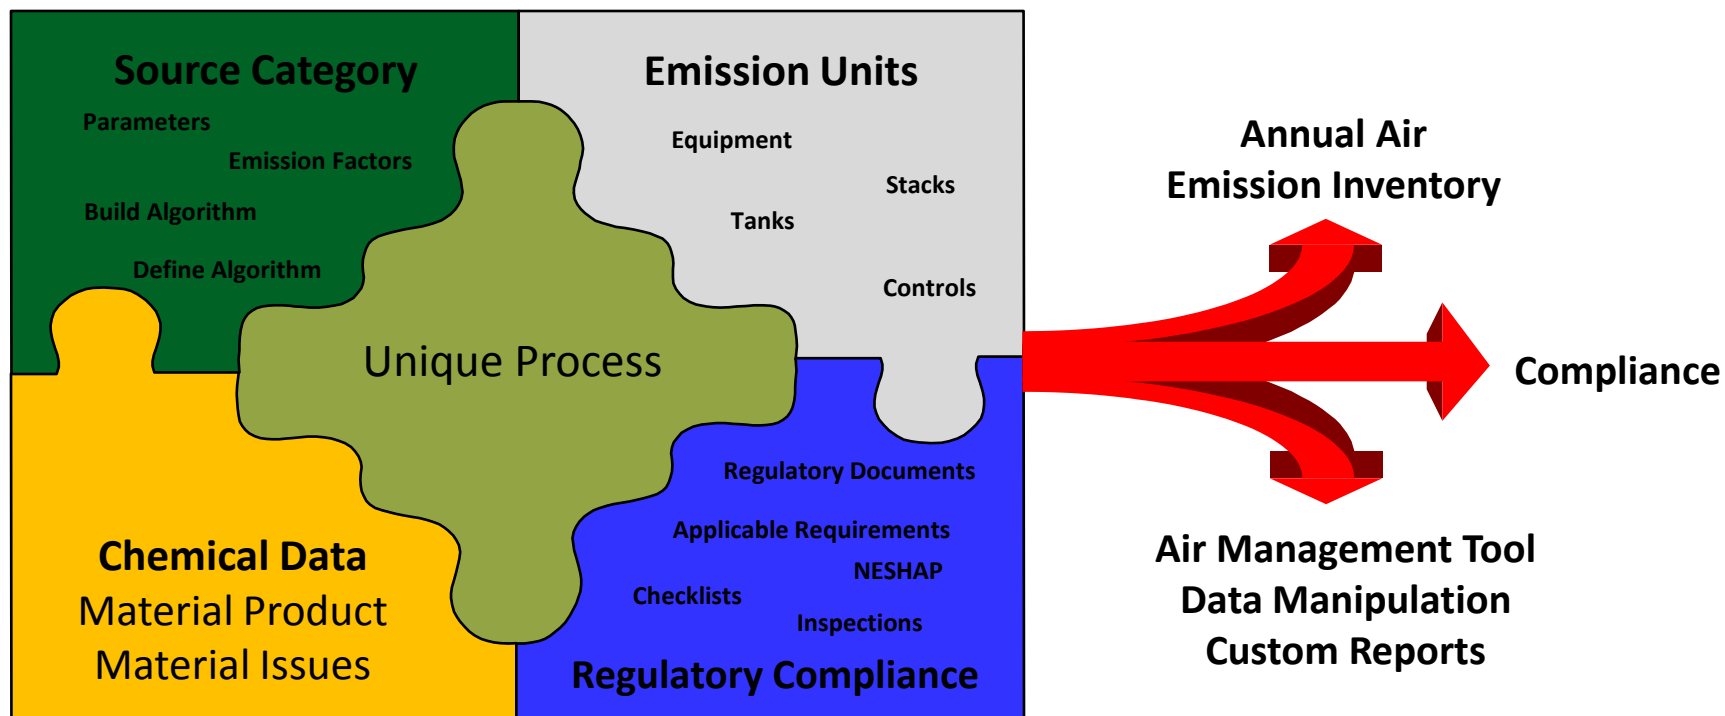 Source Category
Parameters
Emission Factors
Build Algorithm
Define Algorithm
Emission Units
Equipment
Stacks
Tanks
Controls
Unique Process
Chemical Data
Material Product
Material Issues
Regulatory Documents
Applicable Requirements
NESHAP
Checklists
Inspections
Regulatory Compliance
Annual Air
Emission Inventory
Compliance
Air Management Tool
Data Manipulation
Custom Reports